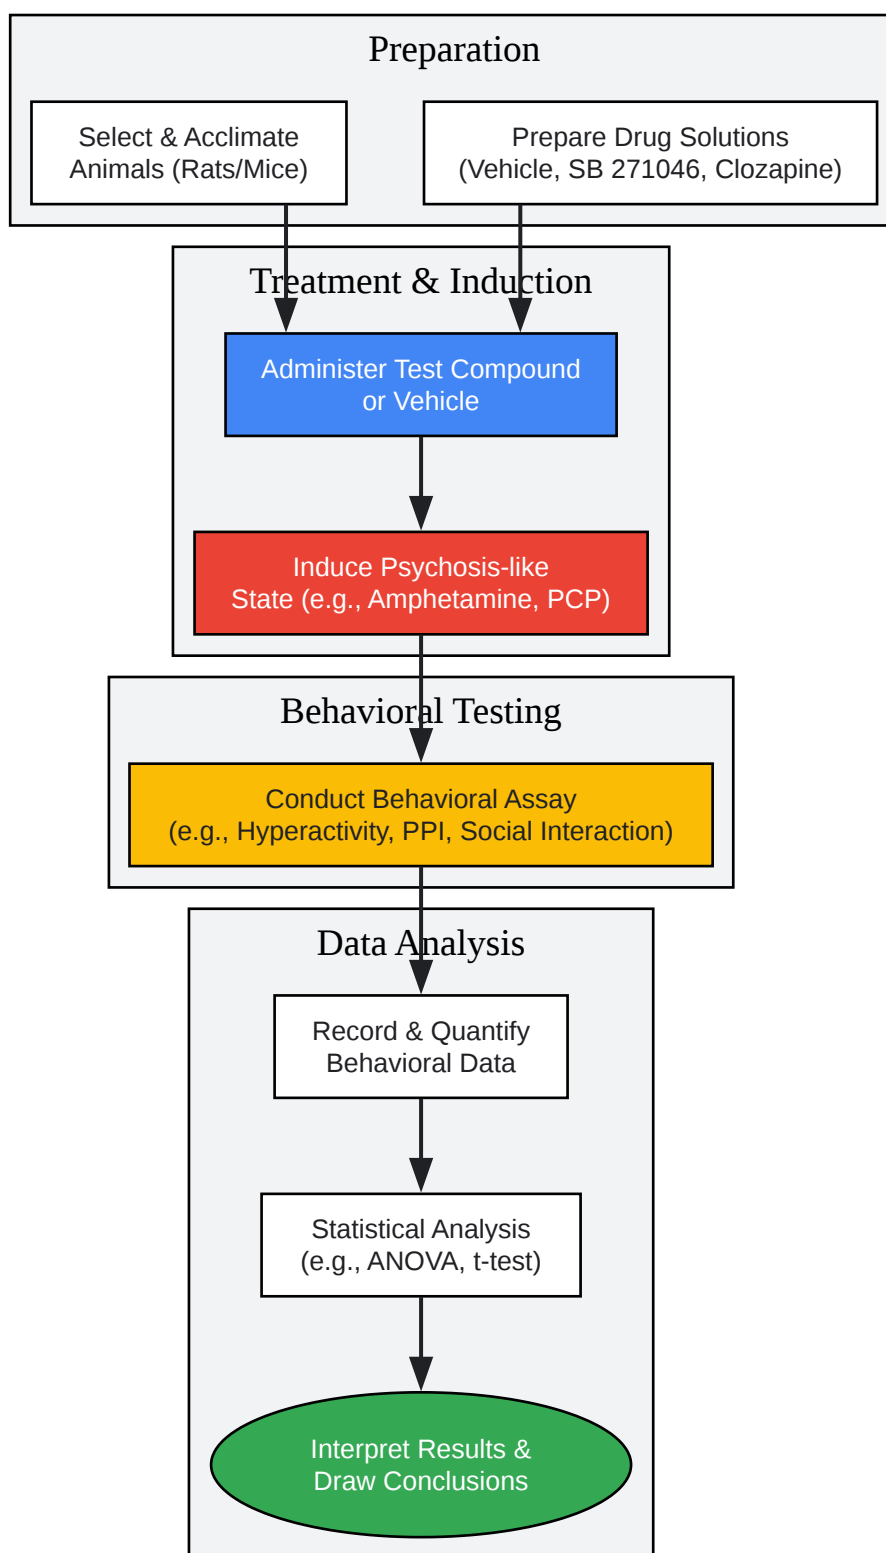 Preparation
Select & Acclimate
Animals (Rats/Mice)
Prepare Drug Solutions
(Vehicle, SB 271046, Clozapine)
Treatment & Induction
Administer Test Compound
or Vehicle
Induce Psychosis-like
State (e.g., Amphetamine, PCP)
Behavioral Testing
Conduct Behavioral Assay
(e.g., Hyperactivity, PPI, Social Interaction)
Data Analysis
Record & Quantify
Behavioral Data
Statistical Analysis
(e.g., ANOVA, t-test)
Interpret Results &
Draw Conclusions